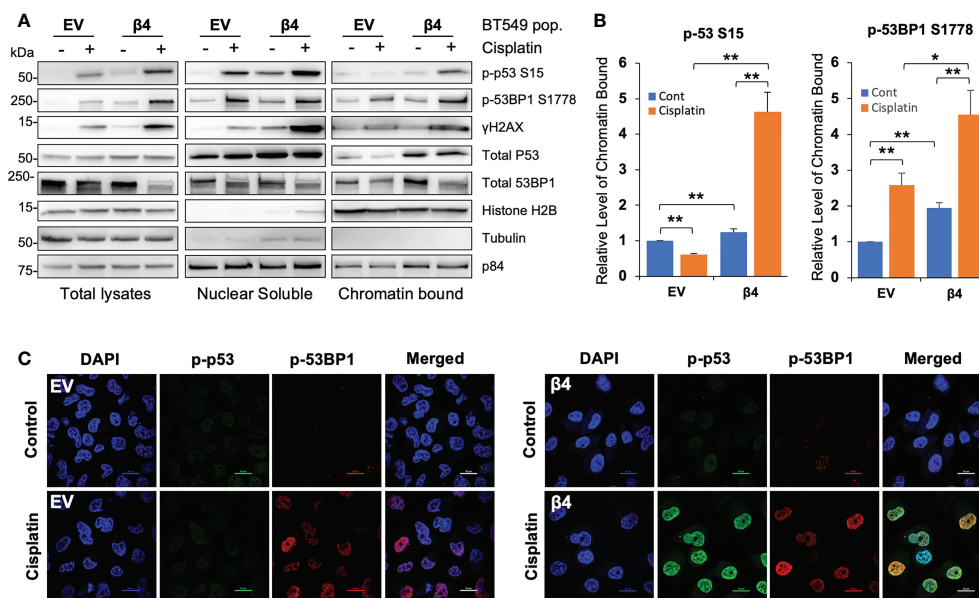 A
EV β4 EV β4 EV β4 BT549 pop.
kDa - + - + - + - + - + - + Cisplatin
50- p-p53 S15
250- p-53BP1 S1778
15- γH2AX
50- Total P53
250- Total 53BP1
15- Histone H2B
50- Tubulin
75- p84
Total lysates Nuclear Soluble Chromatin bound
B
p-53 S15
Relative Level of Chromatin Bound
6
5
4
3
2
1
0
Cont
Cisplatin
**
**
**
**
EV β4
p-53BP1 S1778
Relative Level of Chromatin Bound
6
5
4
3
2
1
0
Cont
Cisplatin
*
**
**
**
EV β4
C
DAPI p-p53 p-53BP1 Merged
Control
EV
Cisplatin
EV
DAPI p-p53 p-53BP1 Merged
Control
β4
Cisplatin
β4